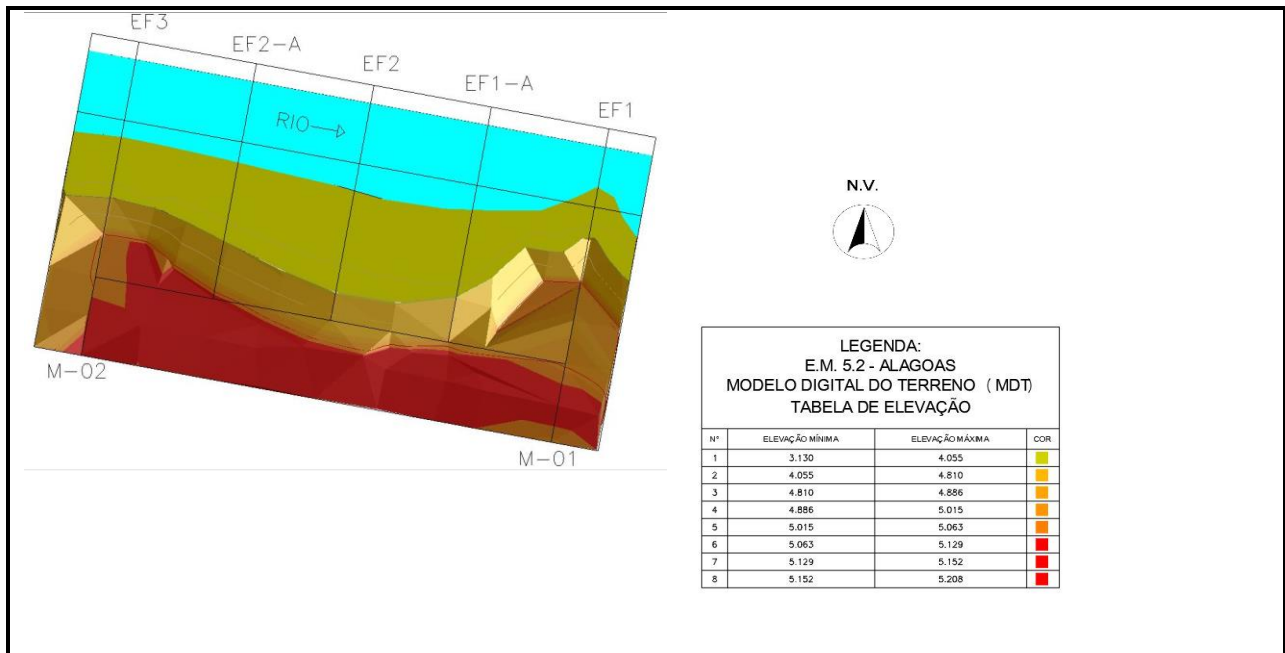 EF3
EF2-A
EF2
EF1-A
EF1
RIO
M-02
M-01
N.V.
LEGENDA:
E.M. 5.2 - ALAGOAS
MODELO DIGITAL DO TERRENO ( MDT)
TABELA DE ELEVAÇÃO
N° ELEVAÇÃO MÍNIMA ELEVAÇÃO MÁXIMA COR
1 3.130 4.055
2 4.055 4.810
3 4.810 4.886
4 4.886 5.015
5 5.015 5.063
6 5.063 5.129
7 5.129 5.152
8 5.152 5.208